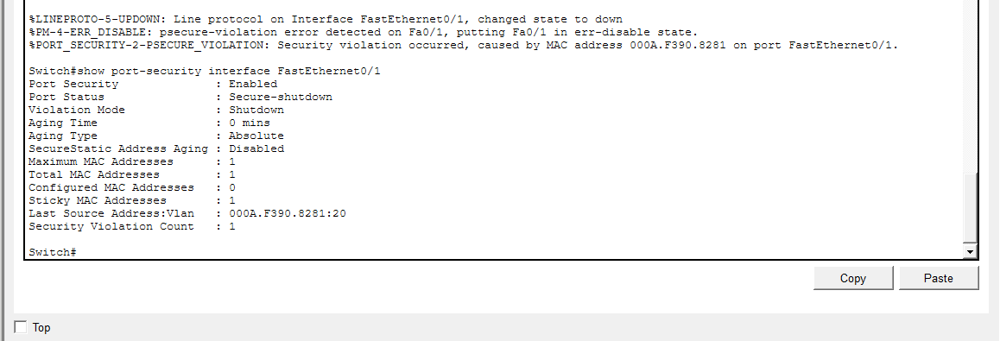 %LINEPROTO-5-UPDOWN: Line protocol on Interface FastEthernet0/1, changed state to down
%PM-4-ERR_DISABLE: psecure-violation error detected on Fa0/1, putting Fa0/1 in err-disable state.
%PORT_SECURITY-2-PSECURE_VIOLATION: Security violation occurred, caused by MAC address 000A.F390.8281 on port FastEthernet0/1.
Switch#show port-security interface FastEthernet0/1
Port Security              : Enabled
Port Status                : Secure-shutdown
Violation Mode             : Shutdown
Aging Time                 : 0 mins
Aging Type                 : Absolute
SecureStatic Address Aging : Disabled
Maximum MAC Addresses      : 1
Total MAC Addresses        : 1
Configured MAC Addresses   : 0
Sticky MAC Addresses       : 1
Last Source Address:Vlan   : 000A.F390.8281:20
Security Violation Count   : 1
Switch#
Copy Paste
Top